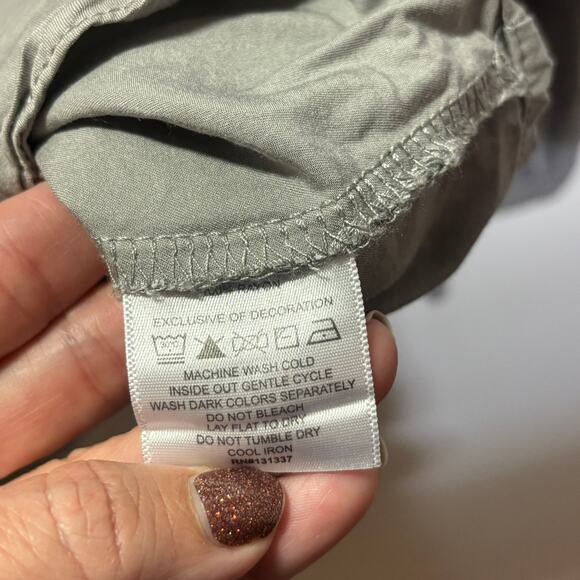 EXCLUSIVE OF DECORATION
MACHINE WASH COLD
INSIDE OUT GENTLE CYCLE
WASH DARK COLORS SEPARATELY
DO NOT BLEACH
LAY FLAT TO DRY
DO NOT TUMBLE DRY
COOL IRON
RN#131337